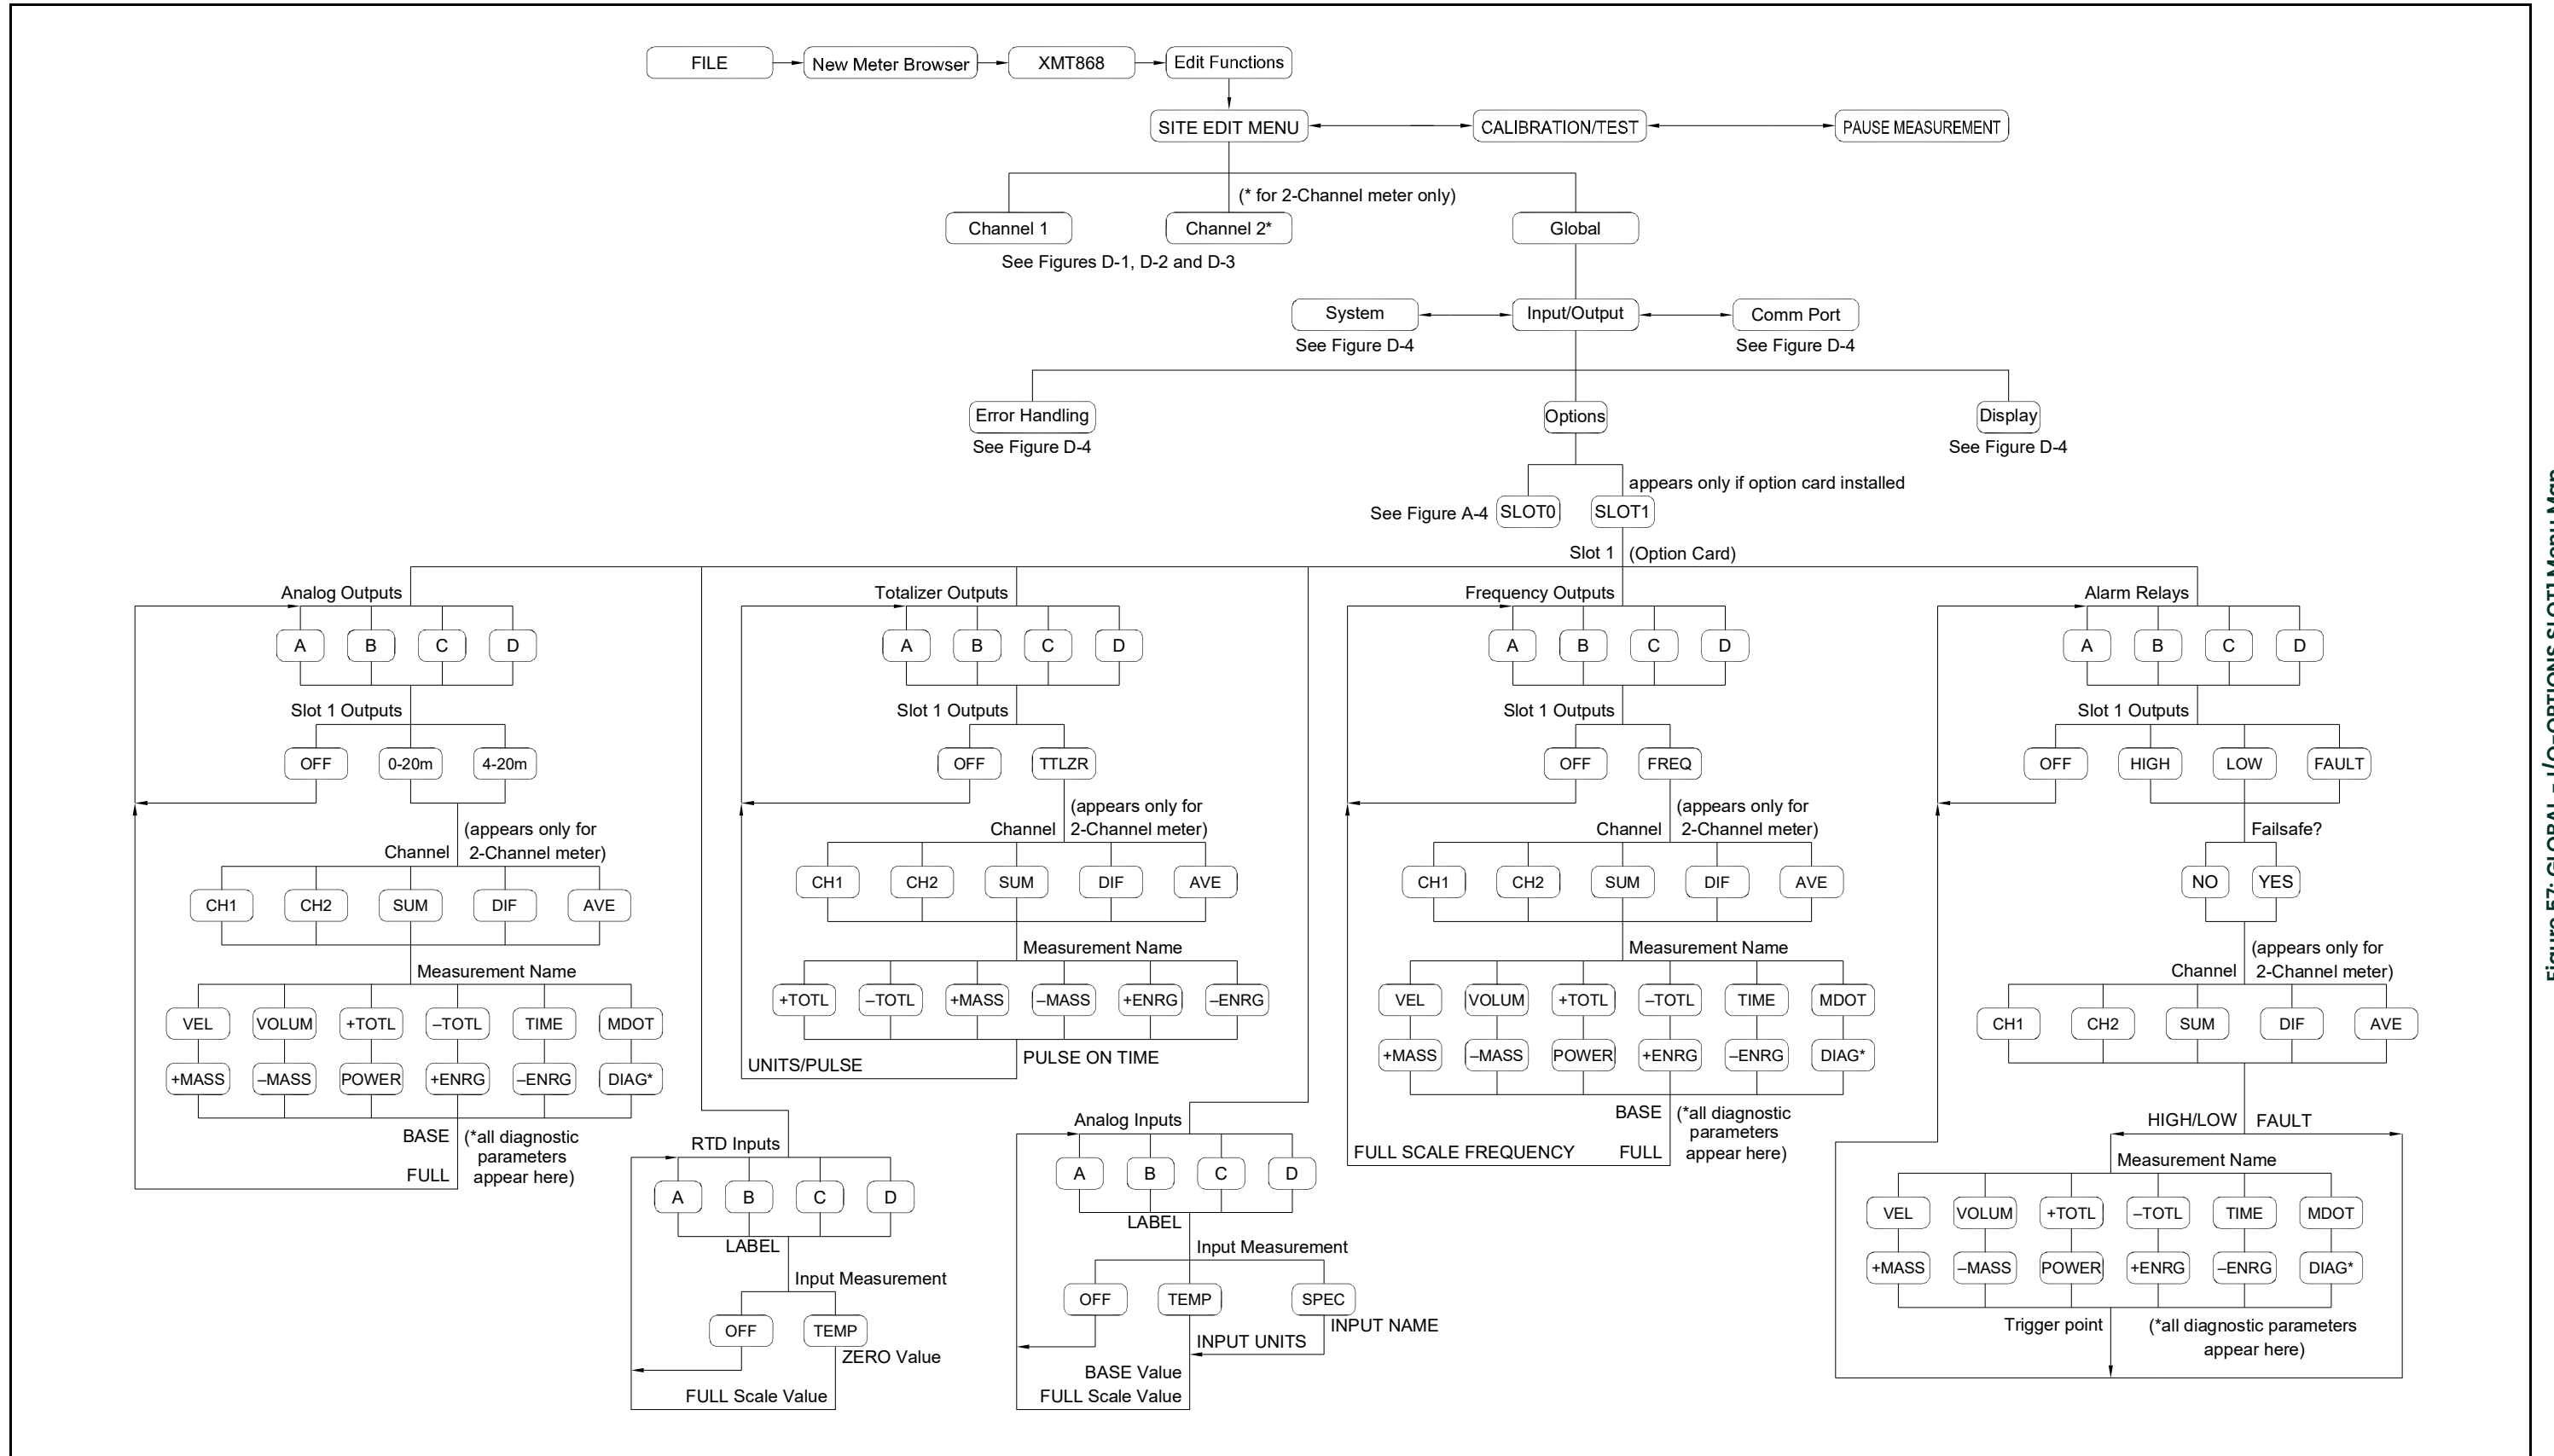 FILE
New Meter Browser
XMT868
Edit Functions
SITE EDIT MENU
CALIBRATION/TEST
PAUSE MEASUREMENT
(* for 2-Channel meter only)
Channel 1
Channel 2*
Global
See Figures D-1, D-2 and D-3
System
Input/Output
Comm Port
See Figure D-4
See Figure D-4
Error Handling
Options
Display
See Figure D-4
See Figure D-4
appears only if option card installed
See Figure A-4
SLOT0
SLOT1
Slot 1
(Option Card)
Analog Outputs
A
B
C
D
Slot 1 Outputs
OFF
0-20m
4-20m
(appears only for
Channel
2-Channel meter)
CH1
CH2
SUM
DIF
AVE
Measurement Name
VEL
VOLUM
+TOTL
–TOTL
TIME
MDOT
+MASS
–MASS
POWER
+ENRG
–ENRG
DIAG*
BASE
(*all diagnostic
parameters
FULL
appear here)
RTD Inputs
A
B
C
D
LABEL
Input Measurement
OFF
TEMP
ZERO Value
FULL Scale Value
Totalizer Outputs
A
B
C
D
Slot 1 Outputs
OFF
TTLZR
(appears only for
Channel
2-Channel meter)
CH1
CH2
SUM
DIF
AVE
Measurement Name
+TOTL
–TOTL
+MASS
–MASS
+ENRG
–ENRG
UNITS/PULSE
PULSE ON TIME
Analog Inputs
A
B
C
D
LABEL
Input Measurement
OFF
TEMP
SPEC
INPUT NAME
INPUT UNITS
BASE Value
FULL Scale Value
Frequency Outputs
A
B
C
D
Slot 1 Outputs
OFF
FREQ
(appears only for
Channel
2-Channel meter)
CH1
CH2
SUM
DIF
AVE
Measurement Name
VEL
VOLUM
+TOTL
–TOTL
TIME
MDOT
+MASS
–MASS
POWER
+ENRG
–ENRG
DIAG*
BASE
(*all diagnostic
parameters
FULL SCALE FREQUENCY
FULL
appear here)
Alarm Relays
A
B
C
D
Slot 1 Outputs
OFF
HIGH
LOW
FAULT
Failsafe?
NO
YES
(appears only for
Channel
2-Channel meter)
CH1
CH2
SUM
DIF
AVE
HIGH/LOW
FAULT
Measurement Name
VEL
VOLUM
+TOTL
–TOTL
TIME
MDOT
+MASS
–MASS
POWER
+ENRG
–ENRG
DIAG*
Trigger point
(*all diagnostic parameters
appear here)